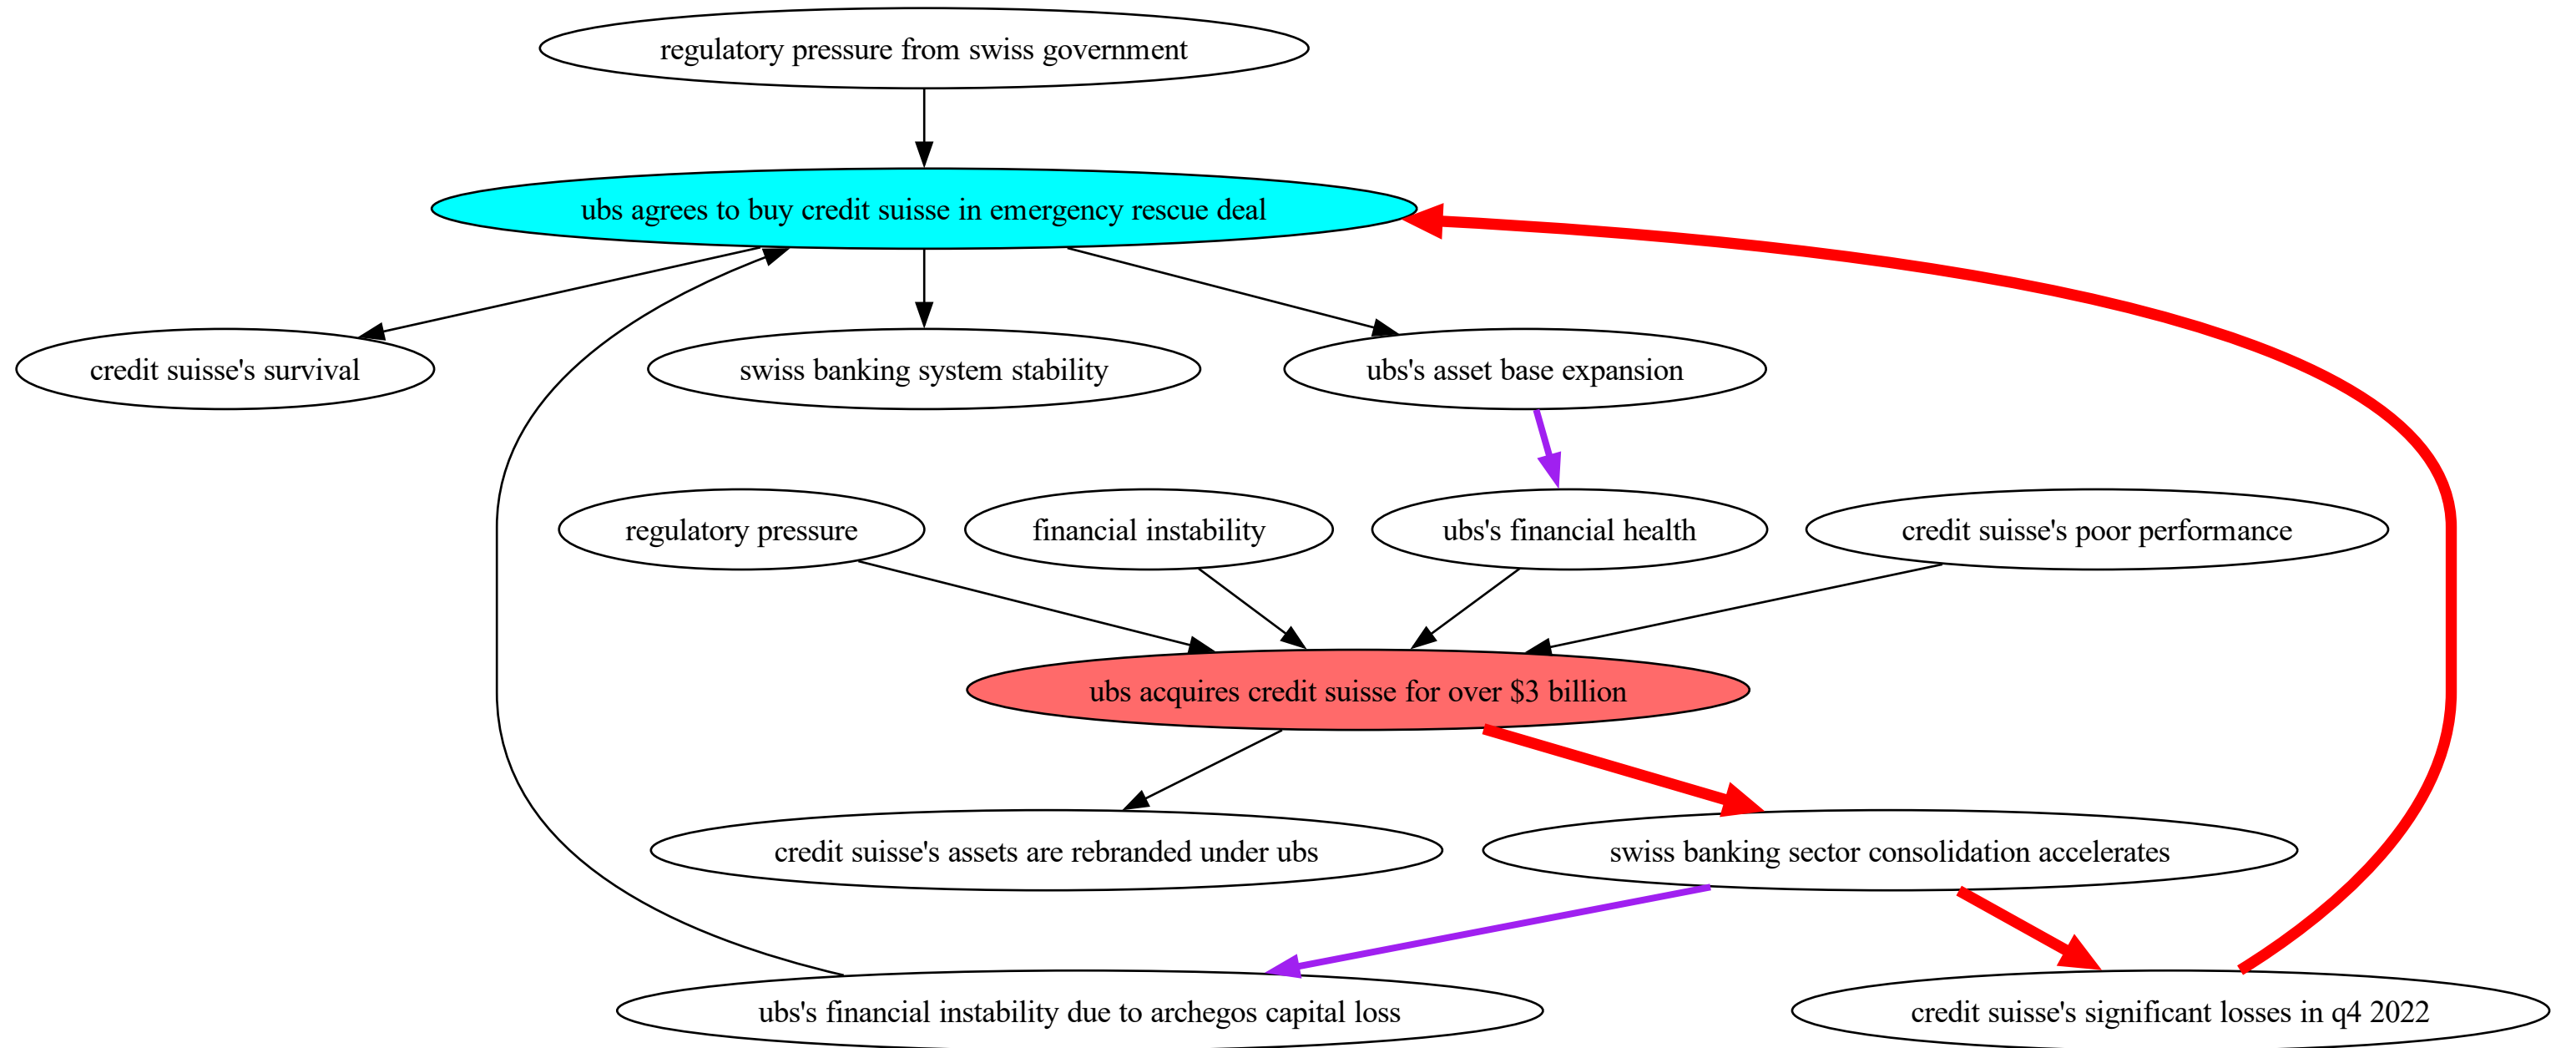 regulatory pressure from swiss government
ubs agrees to buy credit suisse in emergency rescue deal
credit suisse's survival
swiss banking system stability
ubs's asset base expansion
regulatory pressure
financial instability
ubs's financial health
credit suisse's poor performance
ubs acquires credit suisse for over $3 billion
credit suisse's assets are rebranded under ubs
swiss banking sector consolidation accelerates
ubs's financial instability due to archegos capital loss
credit suisse's significant losses in q4 2022